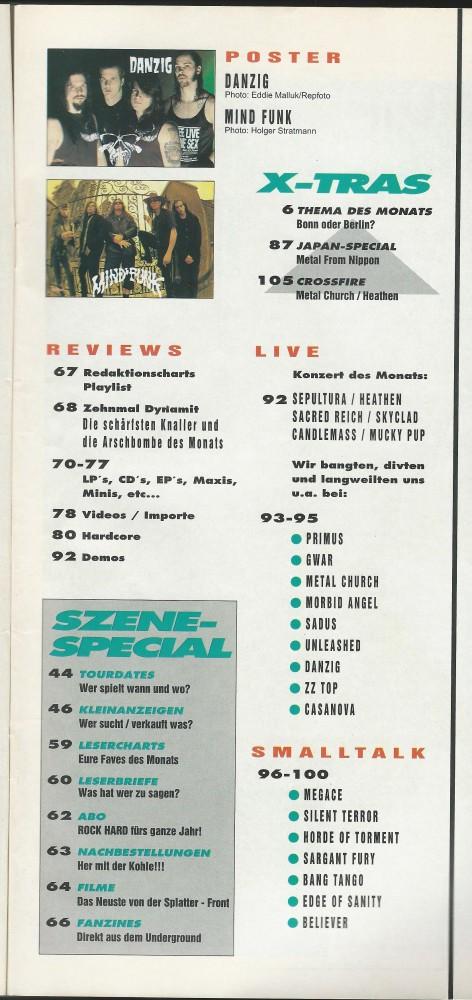 DANZIG
THE LIVE
SEX
MIND FUNK
POSTER
DANZIG
Photo: Eddie Malluk/Repfoto
MIND FUNK
Photo: Holger Stratmann
X-TRAS
6 THEMA DES MONATS
Bonn oder Berlin?
87 JAPAN-SPECIAL
Metal From Nippon
105 CROSSFIRE
Metal Church / Heathen
REVIEWS
67 Redaktionscharts
Playlist
68 Zehnmal Dynamit
Die schärfsten Knaller und
die Arschbombe des Monats
70-77
LP's, CD's, EP's, Maxis,
Minis, etc...
78 Videos / Importe
80 Hardcore
92 Demos
LIVE
Konzert des Monats:
92 SEPULTURA / HEATHEN
SACRED REICH / SKYCLAD
CANDLEMASS / MUCKY PUP
Wir bangten, divten
und langweilten uns
u.a. bei:
93-95
PRIMUS
GWAR
METAL CHURCH
MORBID ANGEL
SADUS
UNLEASHED
DANZIG
ZZ TOP
CASANOVA
SZENE-
SPECIAL
44 TOURDATES
Wer spielt wann und wo?
46 KLEINANZEIGEN
Wer sucht / verkauft was?
59 LESERCHARTS
Eure Faves des Monats
60 LESERBRIEFE
Was hat wer zu sagen?
62 ABO
ROCK HARD fürs ganze Jahr!
63 NACHBESTELLUNGEN
Her mit der Kohle!!!
64 FILME
Das Neuste von der Splatter - Front
66 FANZINES
Direkt aus dem Underground
SMALLTALK
96-100
MEGACE
SILENT TERROR
HORDE OF TORMENT
SARGANT FURY
BANG TANGO
EDGE OF SANITY
BELIEVER